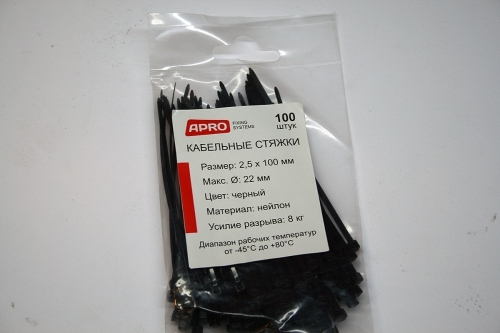 APRO
FIXING
SYSTEMS
100
штук
КАБЕЛЬНЫЕ СТЯЖКИ
Размер: 2,5 x 100 мм
Макс. Ø: 22 мм
Цвет: черный
Материал: нейлон
Усилие разрыва: 8 кг
Диапазон рабочих температур
от -45°C до +80°C